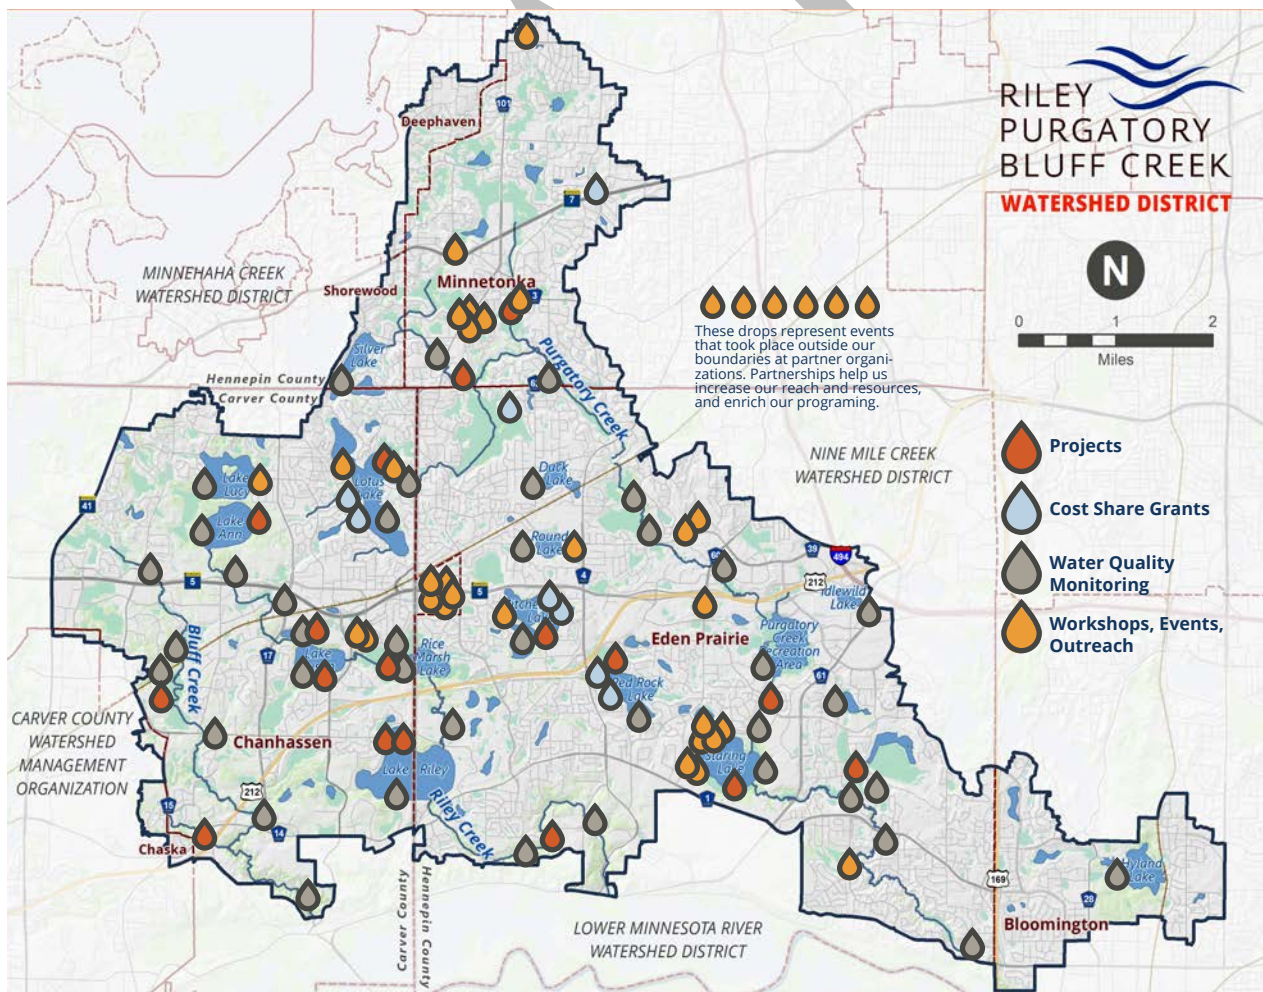 RILEY
PURGATORY
BLUFF CREEK
WATERSHED DISTRICT
N
0 1 2
Miles
101
Deephaven
7
MINNEHAHA CREEK
WATERSHED DISTRICT
Shorewood
Minnetonka
3
These drops represent events
that took place outside our
boundaries at partner organi-
zations. Partnerships help us
increase our reach and resources,
and enrich our programing.
Silver
Lake
Purgatory Creek
Hennepin County
Carver County
Projects
Cost Share Grants
Water Quality
Monitoring
Workshops, Events,
Outreach
NINE MILE CREEK
WATERSHED DISTRICT
Duck
Lake
Lake
Lucy
Lotus
Lake
41
Lake
Ann
Round
Lake
39
494
5
5
4
212
Idlewild
Lake
Purgatory
Creek
Recreation
Area
Eden Prairie
Bluff Creek
17
Lake
Rice
Marsh
Lake
61
Red Rock
Lake
CARVER COUNTY
WATERSHED
MANAGEMENT
ORGANIZATION
Chanhassen
Staring
Lake
Lake Riley
212
1
15
14
Riley Creek
Chaska
Carver County
Hennepin County
169
Hyland
Lake
28
Bloomington
LOWER MINNESOTA RIVER
WATERSHED DISTRICT